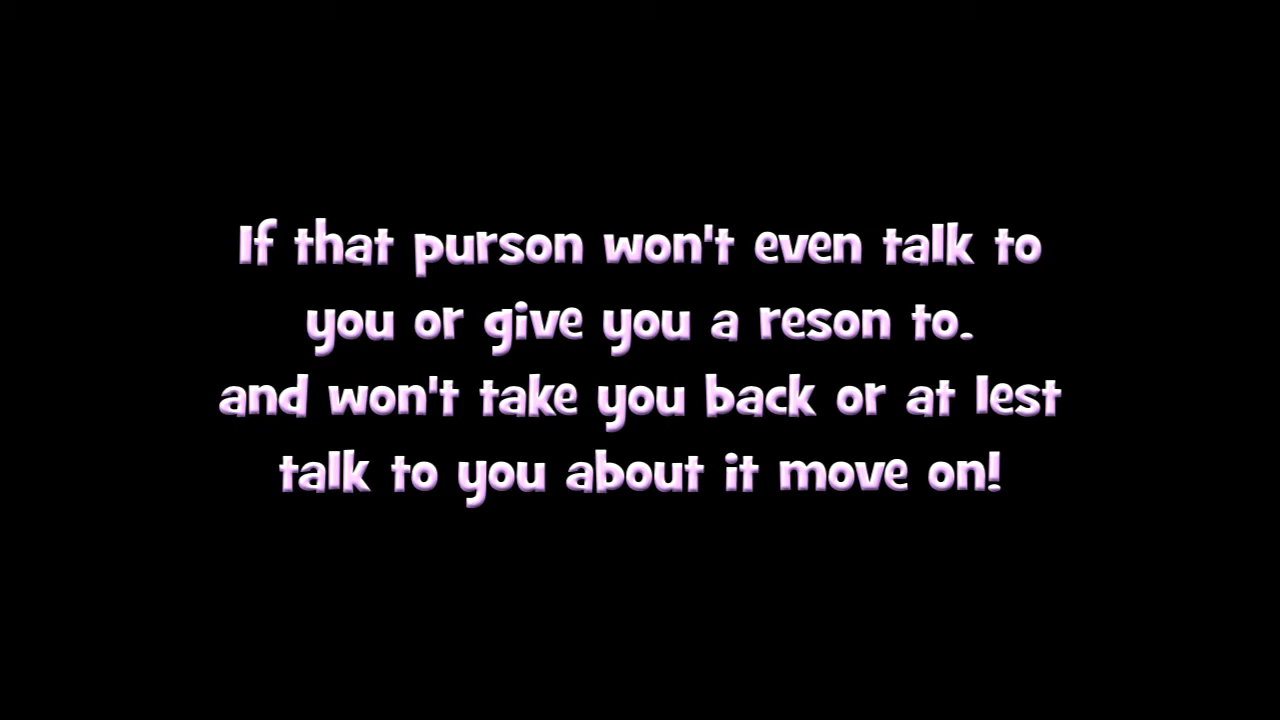 If that purson won't even talk to
you or give you a reson to.
and won't take you back or at lest
talk to you about it move on!